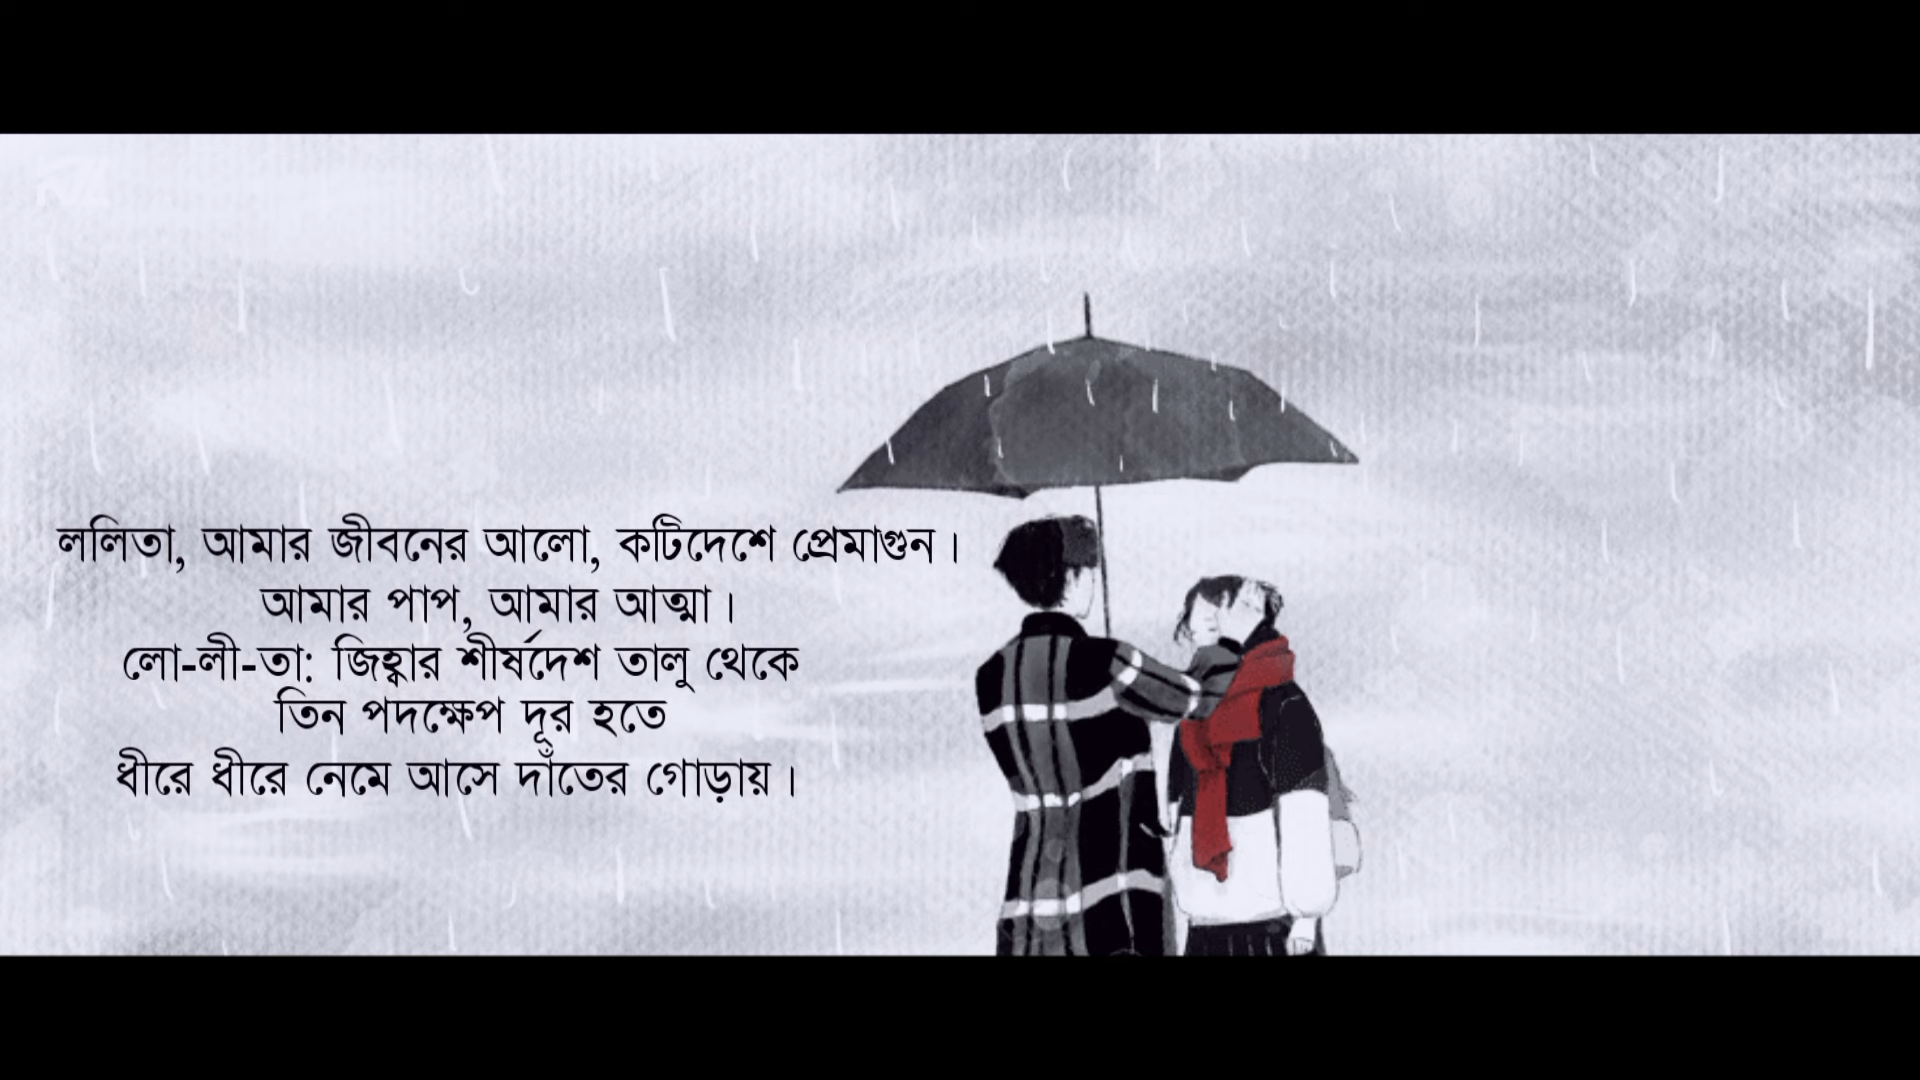 ললিতা, আমার জীবনের আলো, কটিদেশে প্রেমাগুন।
আমার পাপ, আমার আত্মা।
লো-লী-তা: জিহ্বার শীর্ষদেশ তালু থেকে
তিন পদক্ষেপ দূর হতে
ধীরে ধীরে নেমে আসে দাঁতের গোড়ায়।